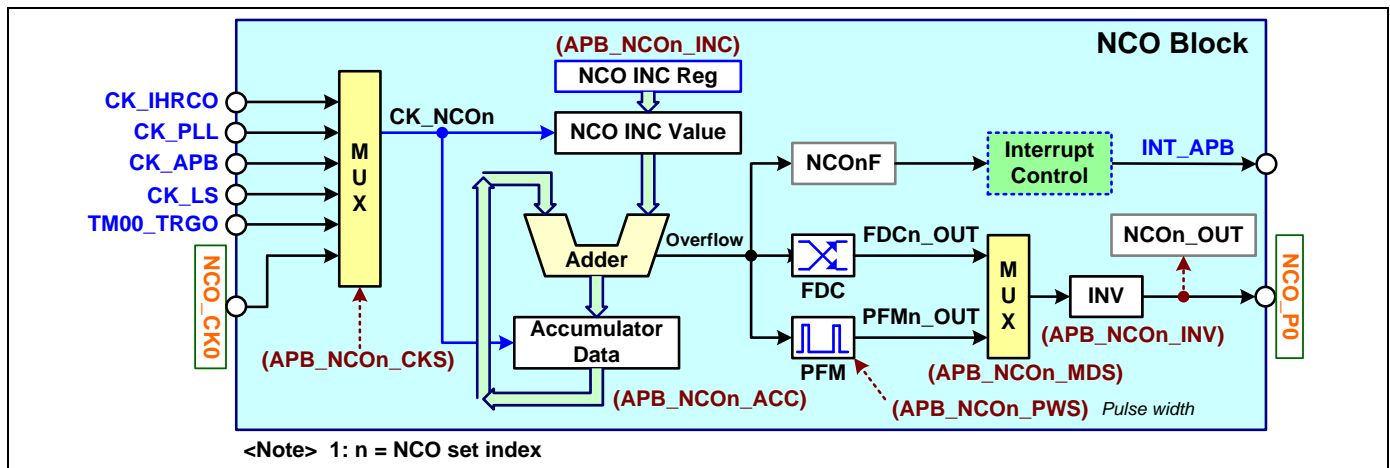 NCO Block
(APB_NCOn_INC)
NCO INC Reg
CK_IHRCO
CK_PLL
CK_APB
CK_LS
TM00_TRGO
NCO_CK0
MUX
CK_NCOn
NCO INC Value
(APB_NCOn_CKS)
Adder
Overflow
Accumulator
Data
(APB_NCOn_ACC)
NCOnF
Interrupt
Control
INT_APB
FDCn_OUT
FDC
PFMn_OUT
PFM
MUX
NCOn_OUT
INV
NCO_P0
(APB_NCOn_INV)
(APB_NCOn_MDS)
(APB_NCOn_PWS) Pulse width
<Note> 1: n = NCO set index